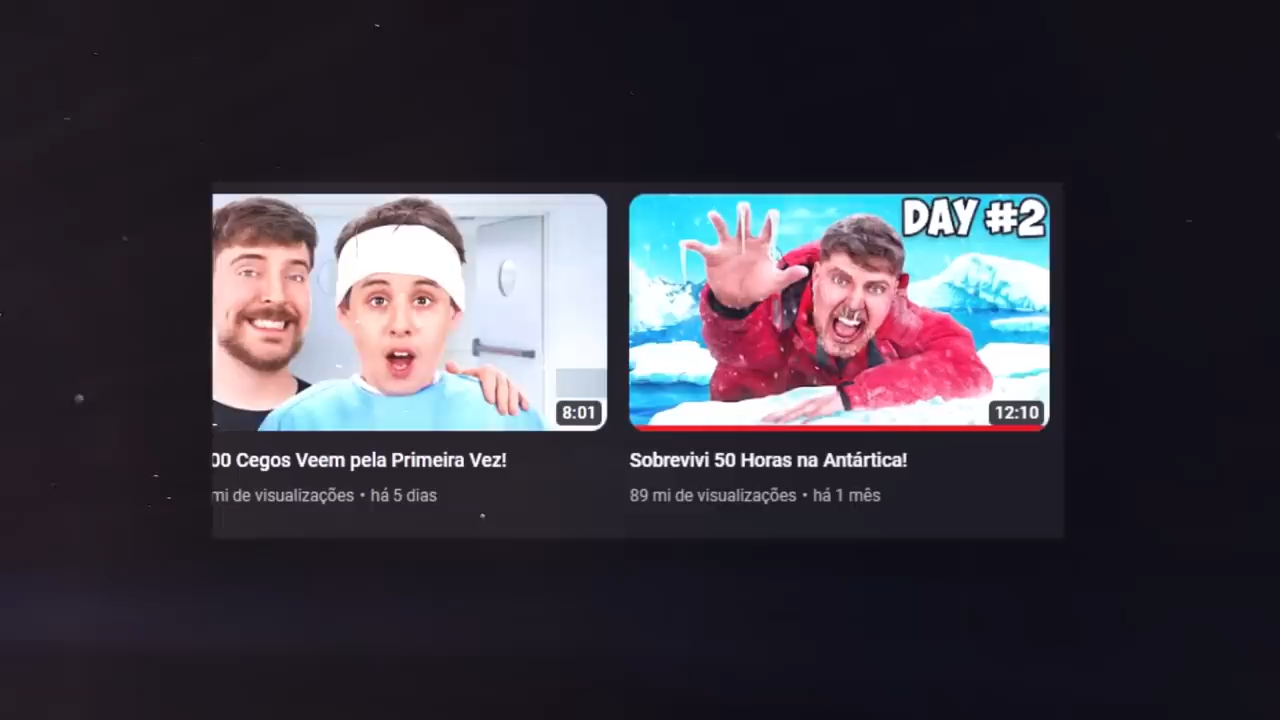 DAY #2
8:01
12:10
00 Cegos Veem pela Primeira Vez!
Sobrevivi 50 Horas na Antártica!
mi de visualizações • há 5 dias
89 mi de visualizações • há 1 mês